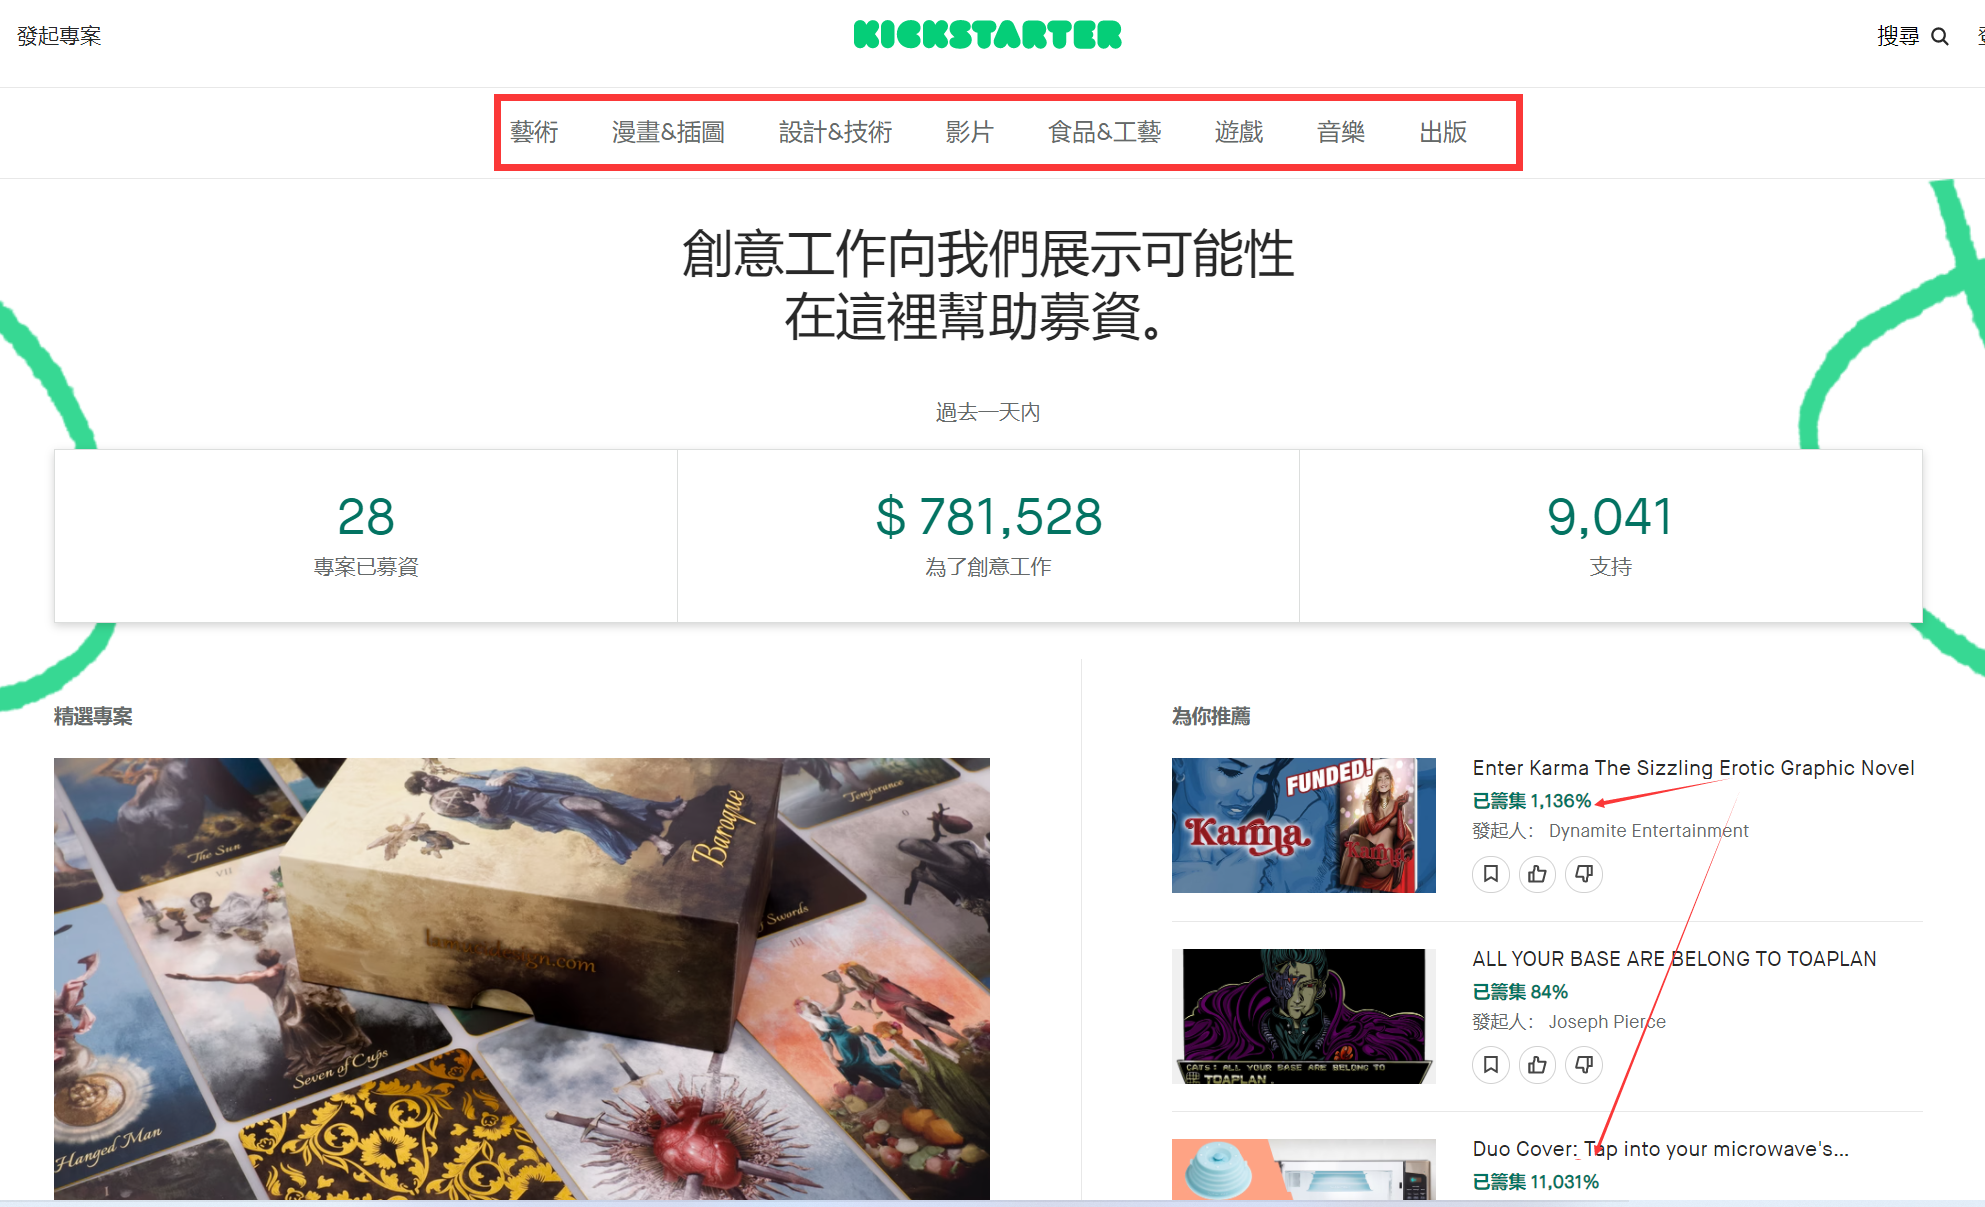 發起專案
KICKSTARTER
搜尋
藝術
漫畫&插圖
設計&技術
影片
食品&工藝
遊戲
音樂
出版
創意工作向我們展示可能性
在這裡幫助募資。
過去一天內
28
專案已募資
$ 781,528
為了創意工作
9,041
支持
精選專案
The Sun
VII
Baroque
Temperance
Swords
III
Seven of Cups
Hanged Man
為你推薦
FUNDED!
Karma
Karma
Enter Karma The Sizzling Erotic Graphic Novel
已籌集 1,136%
發起人： Dynamite Entertainment
CATS: ALL YOUR BASE ARE BELONG TO
TOAPLAN .
ALL YOUR BASE ARE BELONG TO TOAPLAN
已籌集 84%
發起人： Joseph Pierce
Duo Cover: Tap into your microwave's...
已籌集 11,031%